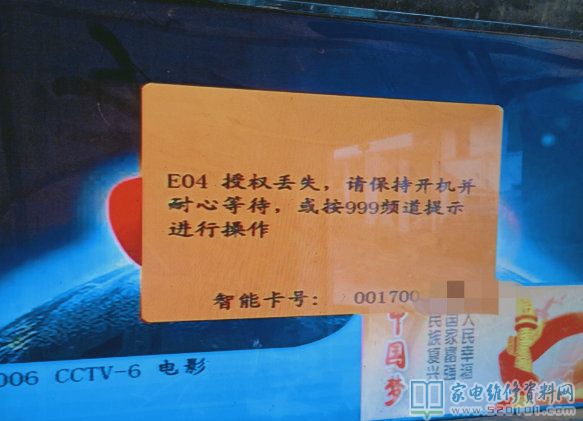 E04 授权丢失，请保持开机并
耐心等待，或按999频道提示
进行操作
智能卡号： 001700
006 CCTV-6 电影
中国梦
国家富强
民族复兴
人民幸福
家电维修资料网
www.520101.com